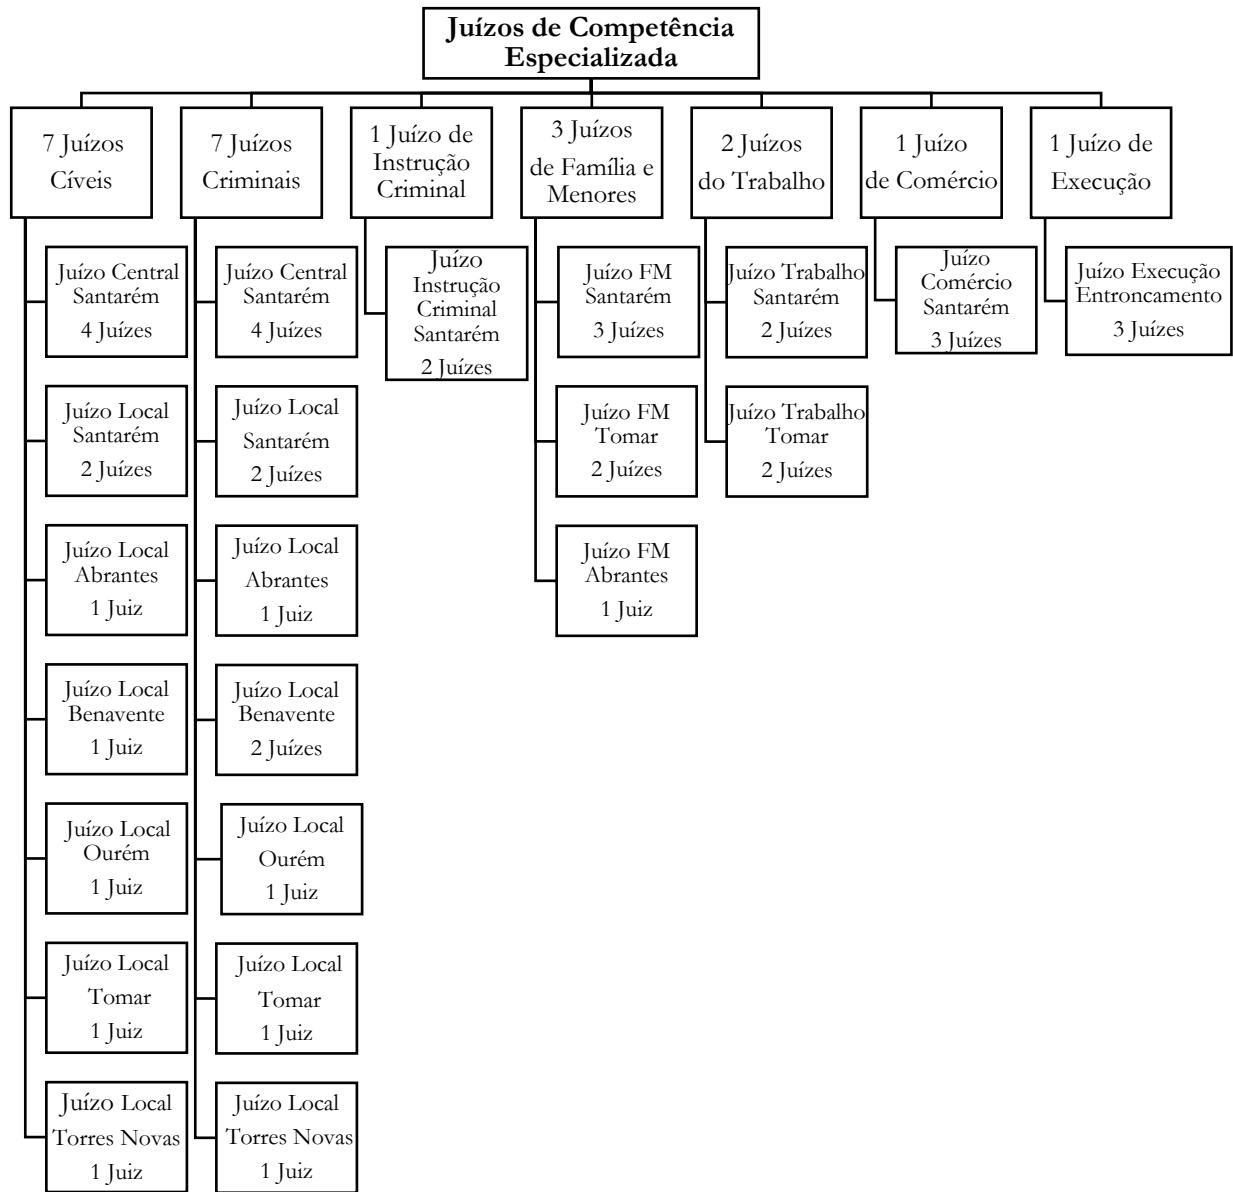 Juízos de Competência
Especializada
7 Juízos
Cíveis
7 Juízos
Criminais
1 Juízo de
Instrução
Criminal
3 Juízos
de Família e
Menores
2 Juízos
do Trabalho
1 Juízo
de Comércio
1 Juízo de
Execução
Juízo Central
Santarém
4 Juízes
Juízo Local
Santarém
2 Juízes
Juízo Local
Abrantes
1 Juiz
Juízo Local
Benavente
1 Juiz
Juízo Local
Ourém
1 Juiz
Juízo Local
Tomar
1 Juiz
Juízo Local
Torres Novas
1 Juiz
Juízo Central
Santarém
4 Juízes
Juízo Local
Santarém
2 Juízes
Juízo Local
Abrantes
1 Juiz
Juízo Local
Benavente
2 Juízes
Juízo Local
Ourém
1 Juiz
Juízo Local
Tomar
1 Juiz
Juízo Local
Torres Novas
1 Juiz
Juízo
Instrução
Criminal
Santarém
2 Juízes
Juízo FM
Santarém
3 Juízes
Juízo FM
Tomar
2 Juízes
Juízo FM
Abrantes
1 Juiz
Juízo Trabalho
Santarém
2 Juízes
Juízo Trabalho
Tomar
2 Juízes
Juízo
Comércio
Santarém
3 Juízes
Juízo Execução
Entroncamento
3 Juízes